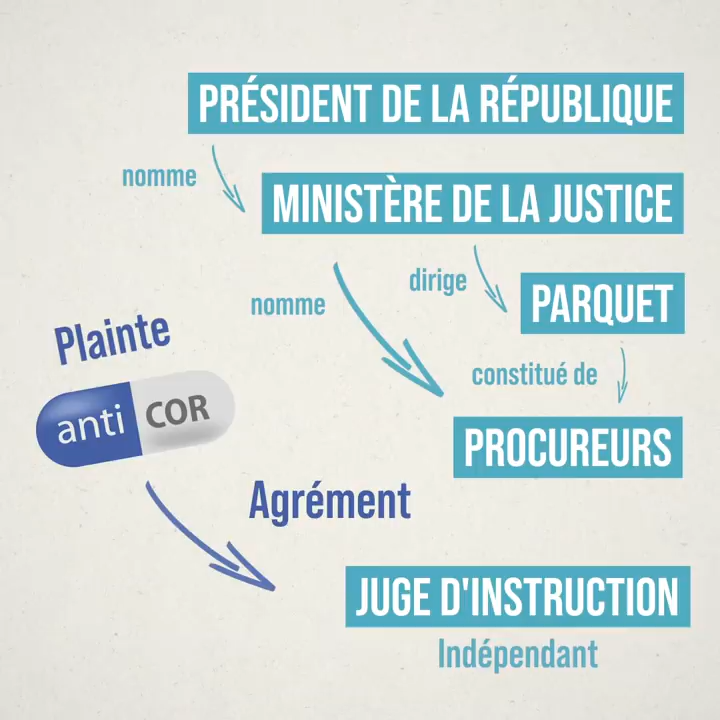 PRÉSIDENT DE LA RÉPUBLIQUE
nomme
MINISTÈRE DE LA JUSTICE
dirige
nomme
PARQUET
Plainte
constitué de
anti COR
PROCUREURS
Agrément
JUGE D'INSTRUCTION
Indépendant